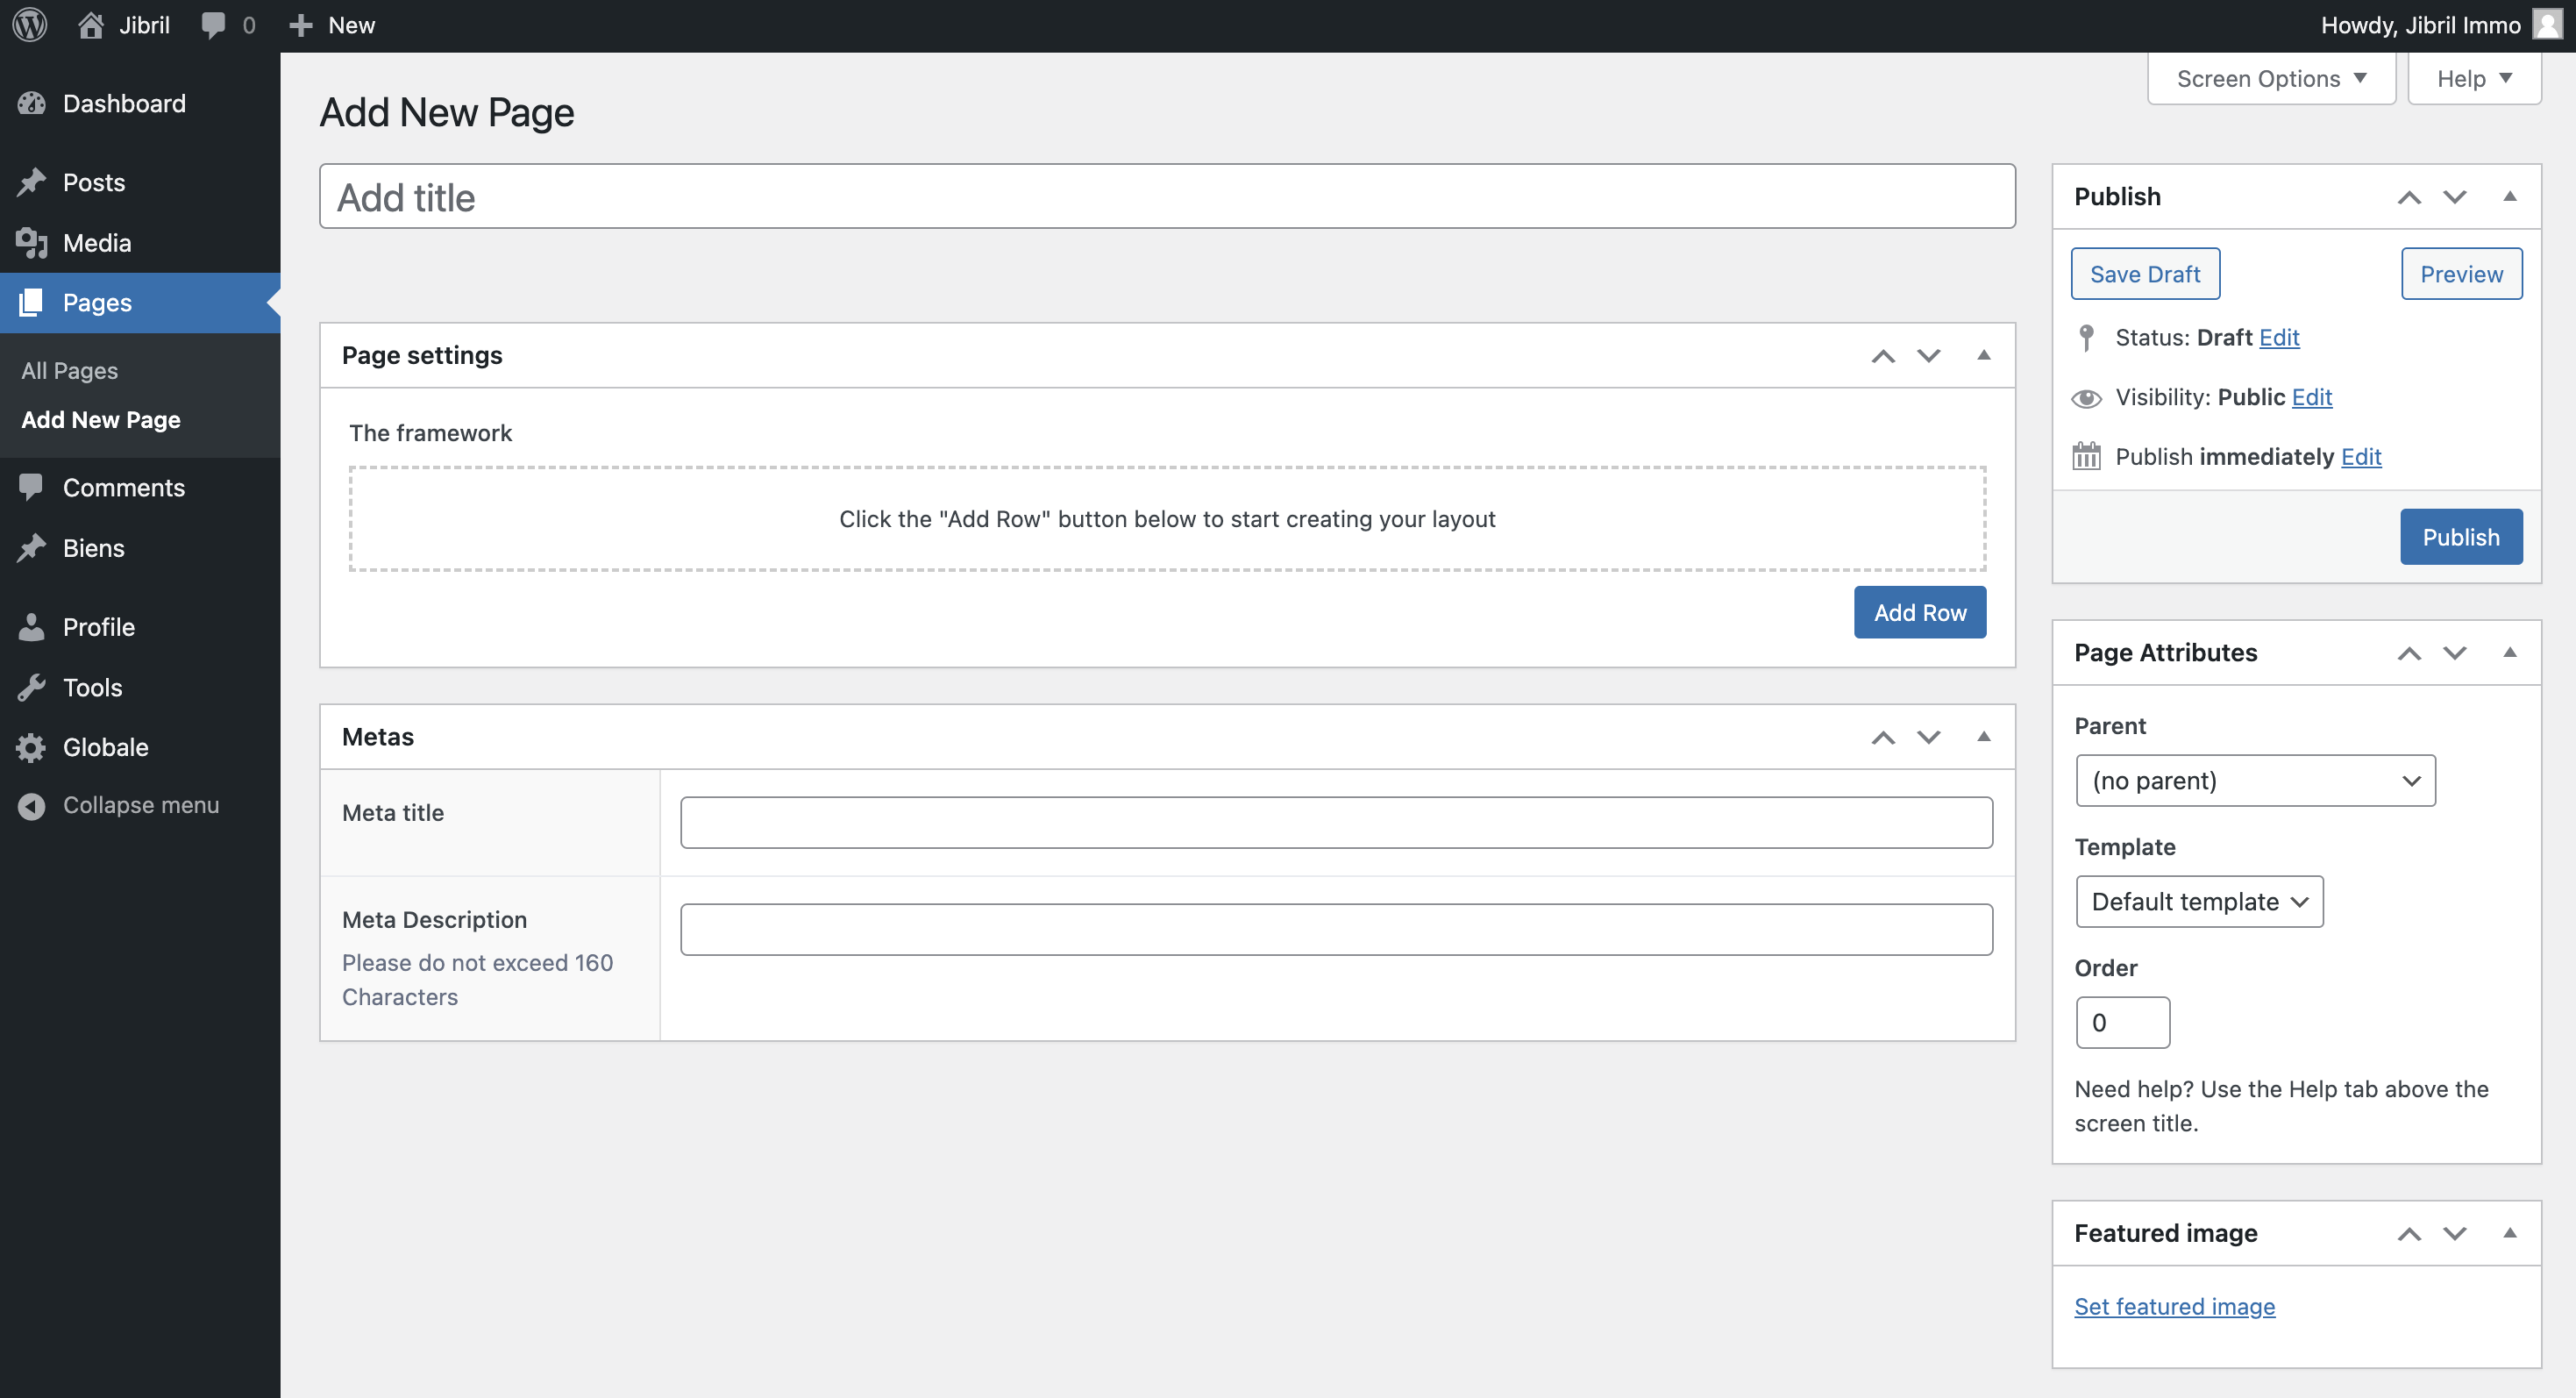 Jibril
0
New
Howdy, Jibril Immo
Dashboard
Posts
Media
Pages
All Pages
Add New Page
Comments
Biens
Profile
Tools
Globale
Collapse menu
Screen Options
Help
Add New Page
Add title
Page settings
The framework
Click the "Add Row" button below to start creating your layout
Add Row
Metas
Meta title
Meta Description
Please do not exceed 160
Characters
Publish
Save Draft
Preview
Status: Draft Edit
Visibility: Public Edit
Publish immediately Edit
Publish
Page Attributes
Parent
(no parent)
Template
Default template
Order
0
Need help? Use the Help tab above the
screen title.
Featured image
Set featured image